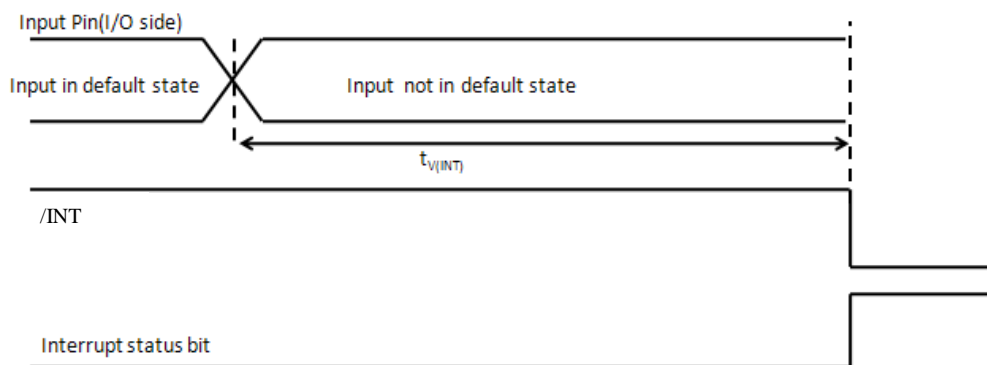 Input Pin(I/O side)
Input in default state
Input not in default state
tV(INT)
/INT
Interrupt status bit